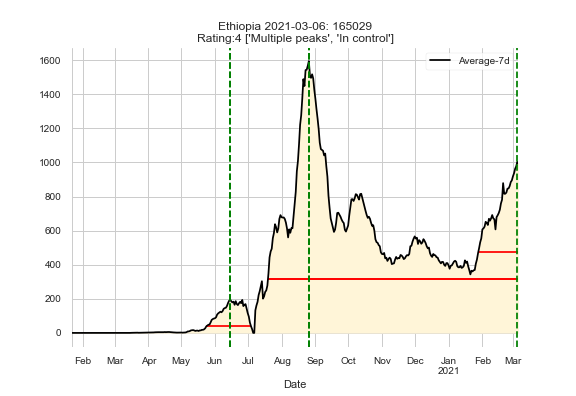 Ethiopia 2021-03-06: 165029
Rating:4 ['Multiple peaks', 'In control']
Average-7d
1600
1400
1200
1000
800
600
400
200
0
Feb Mar Apr May Jun Jul Aug Sep Oct Nov Dec Jan Feb Mar
2021
Date